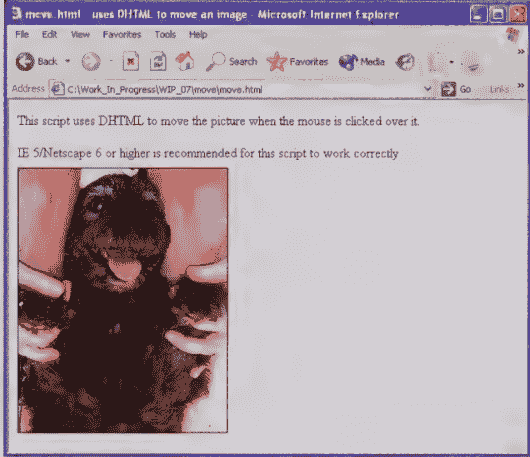 move.html uses DHTML to move an image - Microsoft Internet Explorer
File Edit View Favorites Tools Help
Back Search Favorites Media
Address C:\Work_In_Progress\WIP_07\move\move.html Go Links »
This script uses DHTML to move the picture when the mouse is clicked over it.
IE 5/Netscape 6 or higher is recommended for this script to work correctly